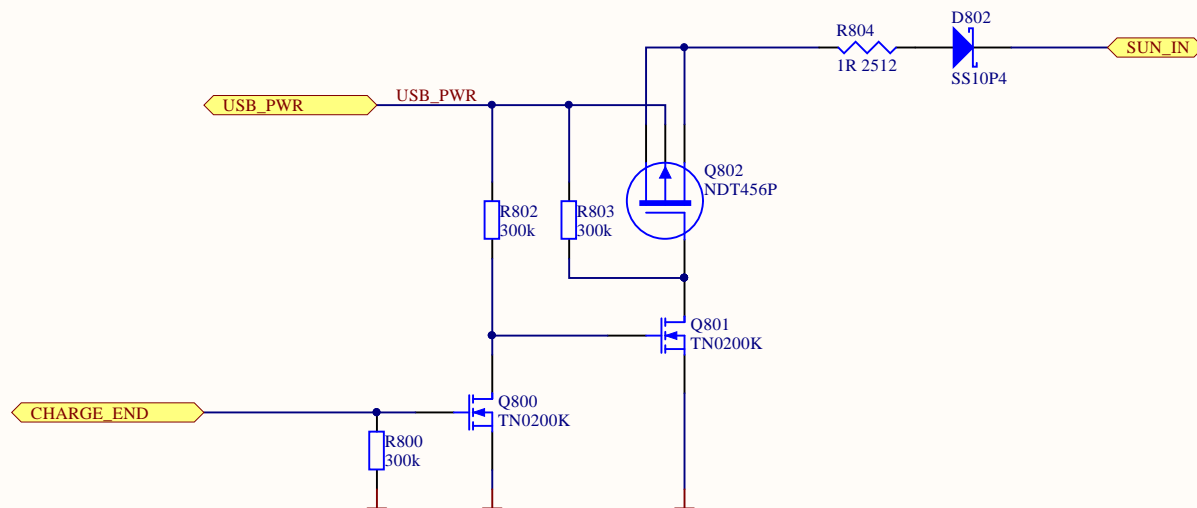 D802
R804
SUN_IN
1R 2512
SS10P4
USB_PWR
USB_PWR
Q802
NDT456P
R802
300k
R803
300k
Q801
TN0200K
Q800
TN0200K
CHARGE_END
R800
300k